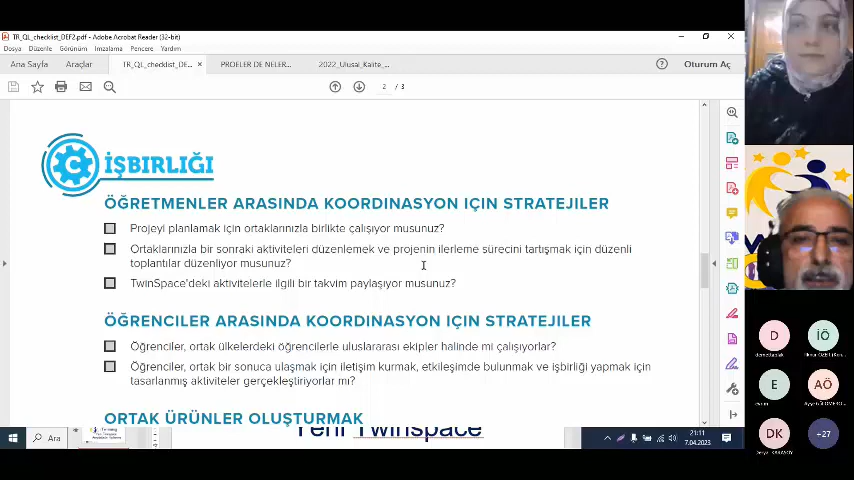 TR_QL_checklist_DEF2.pdf - Adobe Acrobat Reader (32-bit)
Dosya Düzenle Görünüm İmzalama Pencere Yardım
Ana Sayfa Araçlar TR_QL_checklist_DE... × PROELER DE NELER... 2022_Ulusal_Kalite_... Oturum Aç
2 / 3
İŞBİRLİĞİ
ÖĞRETMENLER ARASINDA KOORDİNASYON İÇİN STRATEJİLER
Projeyi planlamak için ortaklarınızla birlikte çalışıyor musunuz?
Ortaklarınızla bir sonraki aktiviteleri düzenlemek ve projenin ilerleme sürecini tartışmak için düzenli
toplantılar düzenliyor musunuz?
TwinSpace'deki aktivitelerle ilgili bir takvim paylaşıyor musunuz?
ÖĞRENCİLER ARASINDA KOORDİNASYON İÇİN STRATEJİLER
Öğrenciler, ortak ülkelerdeki öğrencilerle uluslararası ekipler halinde mi çalışıyorlar?
Öğrenciler, ortak bir sonuca ulaşmak için iletişim kurmak, etkileşimde bulunmak ve işbirliği yapmak için
tasarlanmış aktiviteler gerçekleştiriyorlar mı?
ORTAK ÜRÜNLER OLUŞTURMAK
Yeni Twinspace
Ara
21:11
7.04.2023
D
İÖ
E
AÖ
evrim
DK
+27